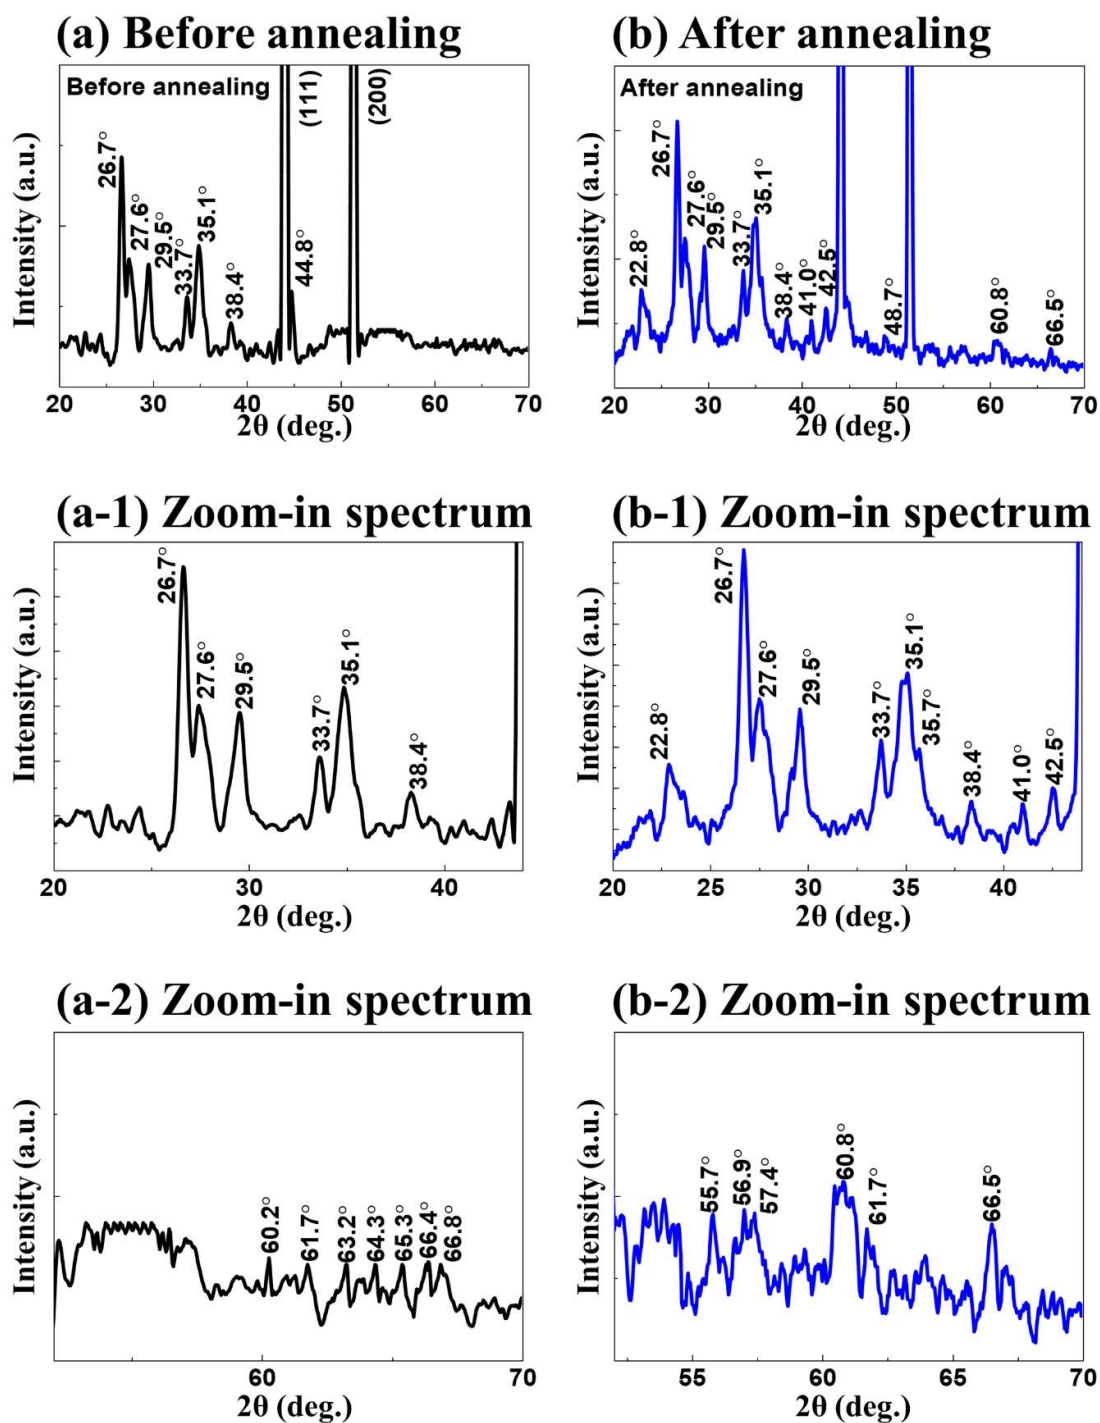 (a) Before annealing
Before annealing
Intensity (a.u.)
26.7°
27.6°
29.5°
33.7°
35.1°
38.4°
(111)
44.8°
(200)
20 30 40 50 60 70
2θ (deg.)
(b) After annealing
After annealing
Intensity (a.u.)
22.8°
26.7°
27.6°
29.5°
33.7°
35.1°
38.4°
41.0°
42.5°
48.7°
60.8°
66.5°
20 30 40 50 60 70
2θ (deg.)
(a-1) Zoom-in spectrum
Intensity (a.u.)
26.7°
27.6°
29.5°
33.7°
35.1°
38.4°
20 30 40
2θ (deg.)
(b-1) Zoom-in spectrum
Intensity (a.u.)
22.8°
26.7°
27.6°
29.5°
33.7°
35.1°
35.7°
38.4°
41.0°
42.5°
20 25 30 35 40
2θ (deg.)
(a-2) Zoom-in spectrum
Intensity (a.u.)
60.2°
61.7°
63.2°
64.3°
65.3°
66.4°
66.8°
60 70
2θ (deg.)
(b-2) Zoom-in spectrum
Intensity (a.u.)
55.7°
56.9°
57.4°
60.8°
61.7°
66.5°
55 60 65 70
2θ (deg.)